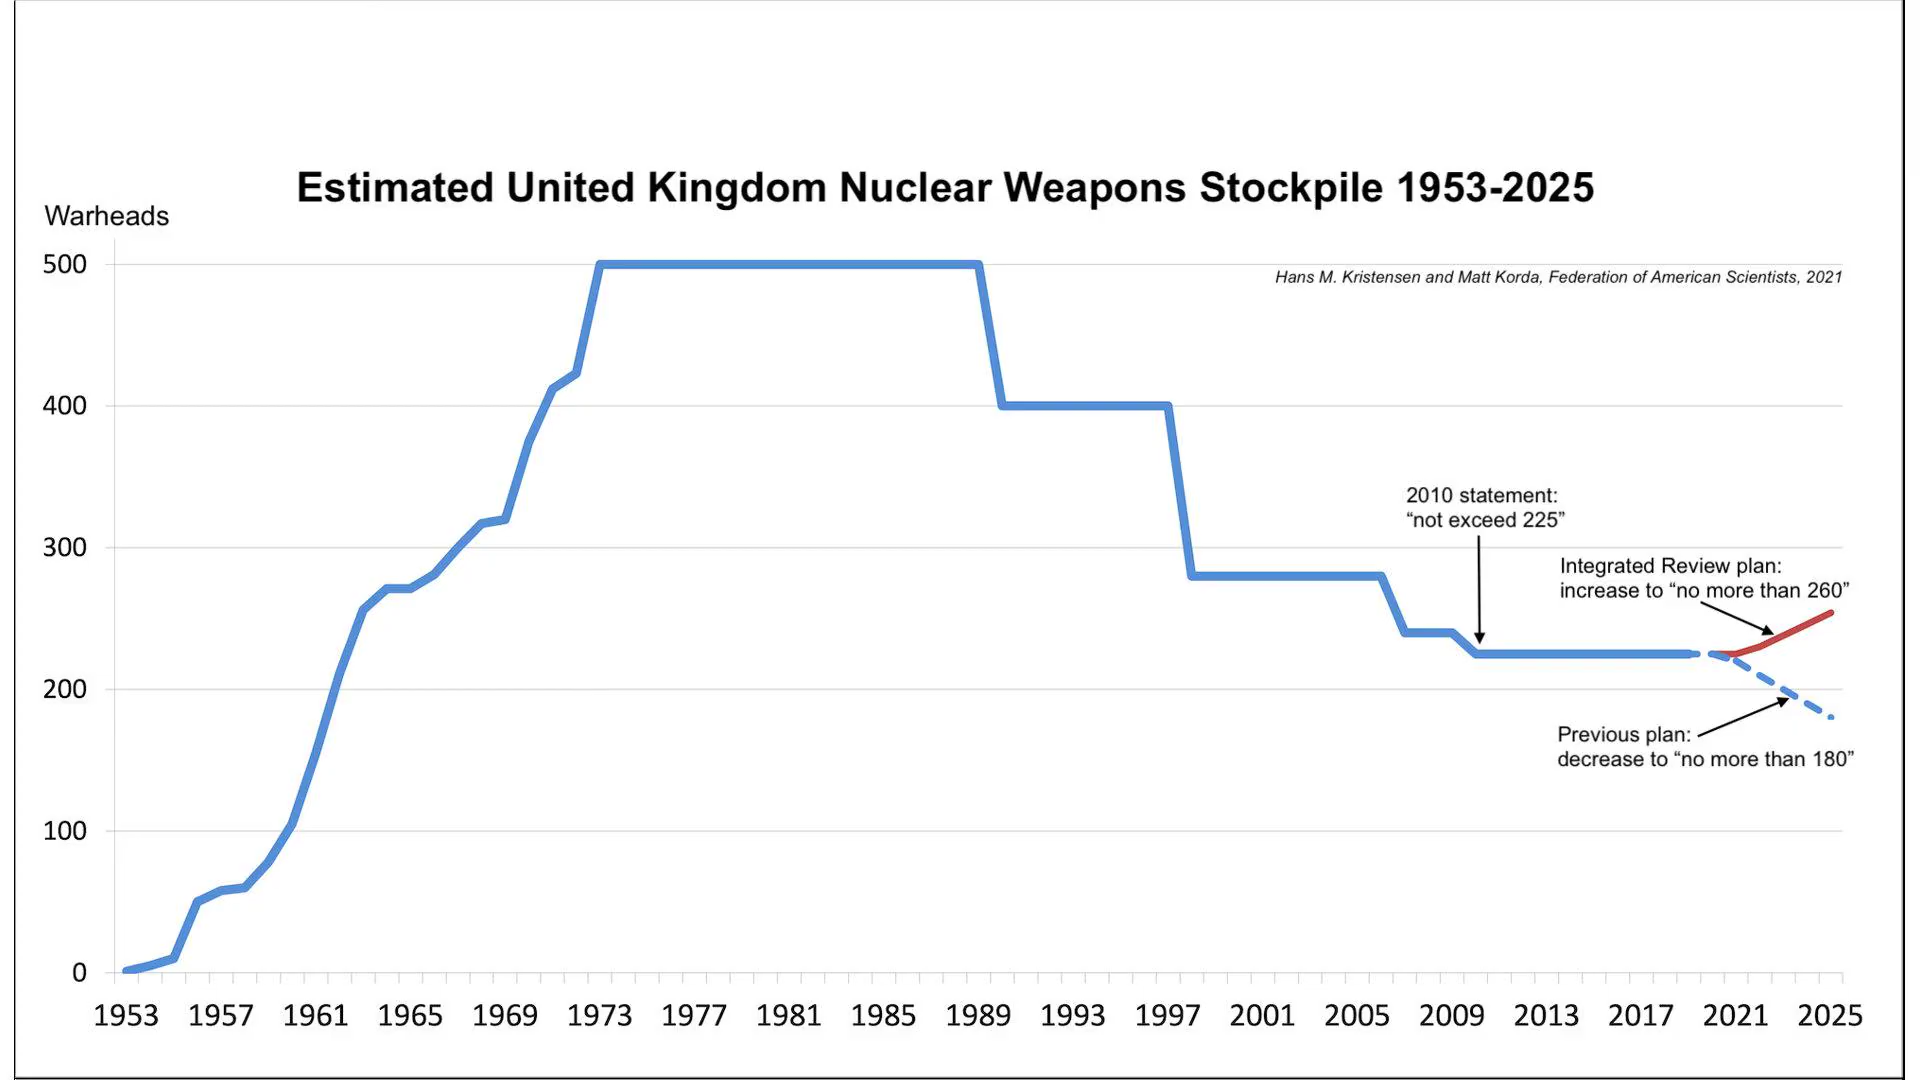 Estimated United Kingdom Nuclear Weapons Stockpile 1953-2025
Warheads
500
Hans M. Kristensen and Matt Korda, Federation of American Scientists, 2021
400
2010 statement:
“not exceed 225”
300
Integrated Review plan:
increase to “no more than 260”
200
Previous plan:
decrease to “no more than 180”
100
0
1953 1957 1961 1965 1969 1973 1977 1981 1985 1989 1993 1997 2001 2005 2009 2013 2017 2021 2025